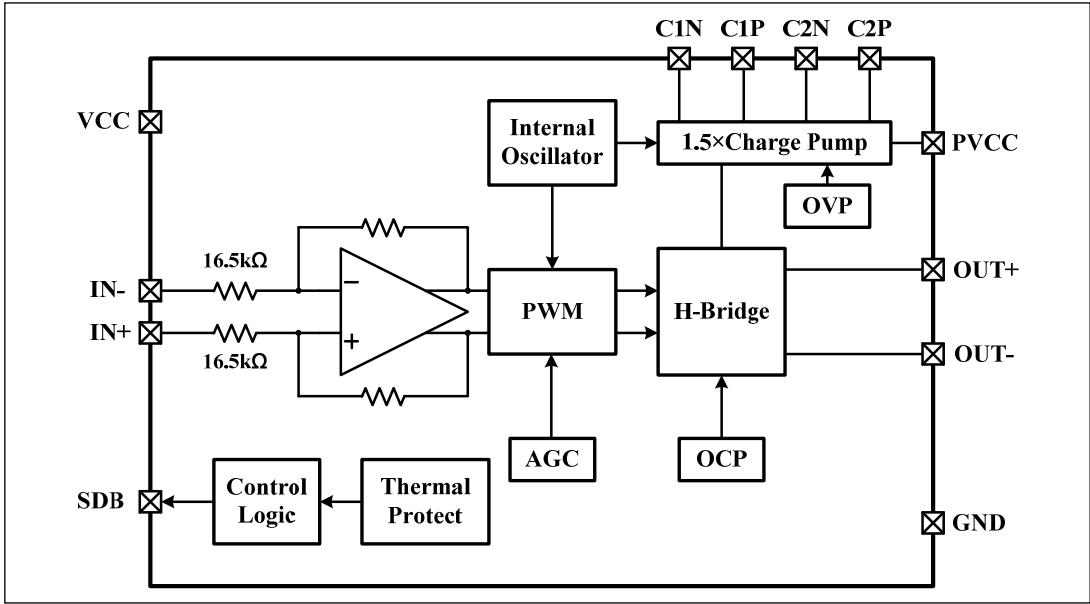 C1N C1P C2N C2P
VCC
Internal
Oscillator
1.5×Charge Pump
PVCC
OVP
16.5kΩ
IN-
IN+
16.5kΩ
−
+
PWM
H-Bridge
OUT+
OUT-
AGC
OCP
SDB
Control
Logic
Thermal
Protect
GND